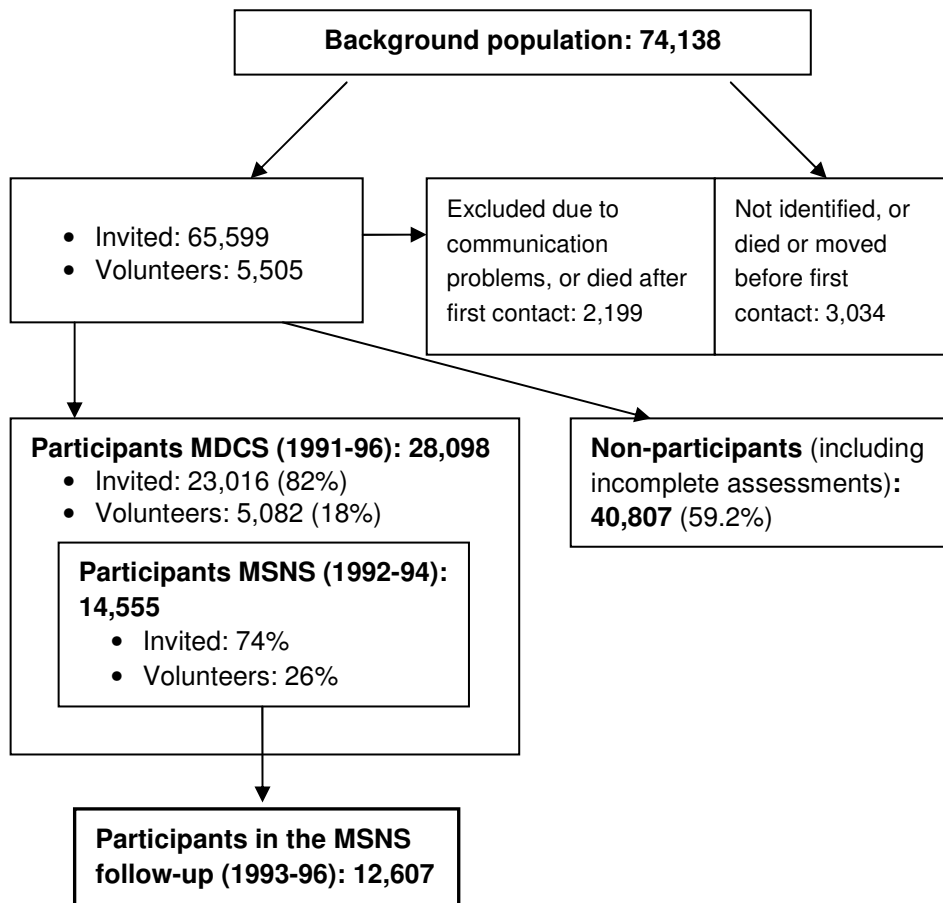 Background population: 74,138
• Invited: 65,599
• Volunteers: 5,505
Excluded due to
communication
problems, or died after
first contact: 2,199
Not identified, or
died or moved
before first
contact: 3,034
Participants MDCS (1991-96): 28,098
• Invited: 23,016 (82%)
• Volunteers: 5,082 (18%)
Participants MSNS (1992-94):
14,555
• Invited: 74%
• Volunteers: 26%
Non-participants (including
incomplete assessments):
40,807 (59.2%)
Participants in the MSNS
follow-up (1993-96): 12,607